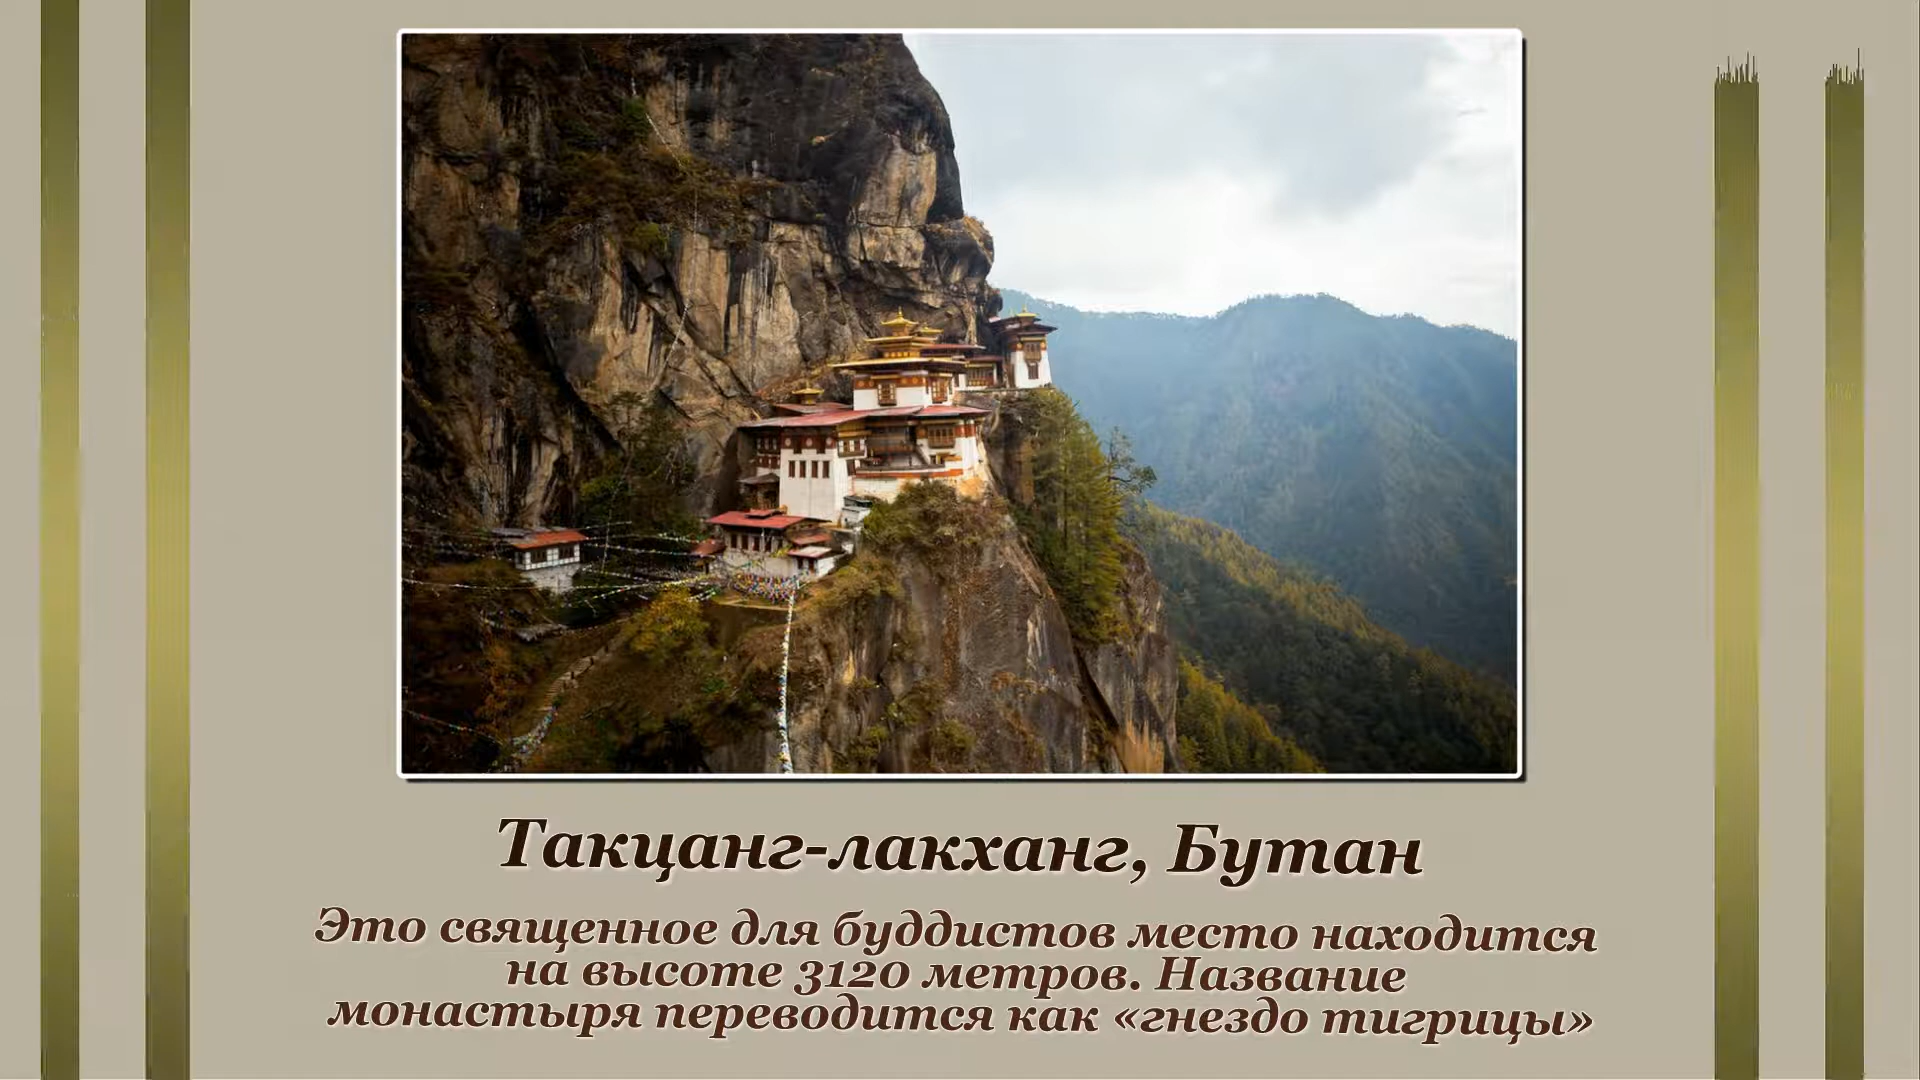 Такцанг-лакханг, Бутан
Это священное для буддистов место находится
на высоте 3120 метров. Название
монастыря переводится как «гнездо тигрицы»